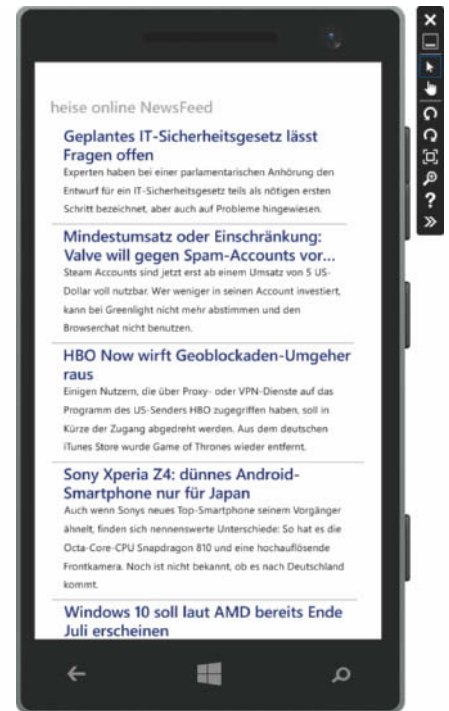 heise online NewsFeed
Geplantes IT-Sicherheitsgesetz lässt
Fragen offen
Experten haben bei einer parlamentarischen Anhörung den
Entwurf für ein IT-Sicherheitsgesetz teils als nötigen ersten
Schritt bezeichnet, aber auch auf Probleme hingewiesen.
Mindestumsatz oder Einschränkung:
Valve will gegen Spam-Accounts vor...
Steam Accounts sind jetzt erst ab einem Umsatz von 5 US-
Dollar voll nutzbar. Wer weniger in seinen Account investiert,
kann bei Greenlight nicht mehr abstimmen und den
Browserchat nicht benutzen.
HBO Now wirft Geoblockaden-Umgeher
raus
Einigen Nutzern, die über Proxy- oder VPN-Dienste auf das
Programm des US-Senders HBO zugegriffen haben, soll in
Kürze der Zugang abgedreht werden. Aus dem deutschen
iTunes Store wurde Game of Thrones wieder entfernt.
Sony Xperia Z4: dünnes Android-
Smartphone nur für Japan
Auch wenn Sonys neues Top-Smartphone seinem Vorgänger
ähnelt, finden sich nennenswerte Unterschiede: So hat es die
Octa-Core-CPU Snapdragon 810 und eine hochauflösende
Frontkamera. Noch ist nicht bekannt, ob es nach Deutschland
kommt.
Windows 10 soll laut AMD bereits Ende
Juli erscheinen